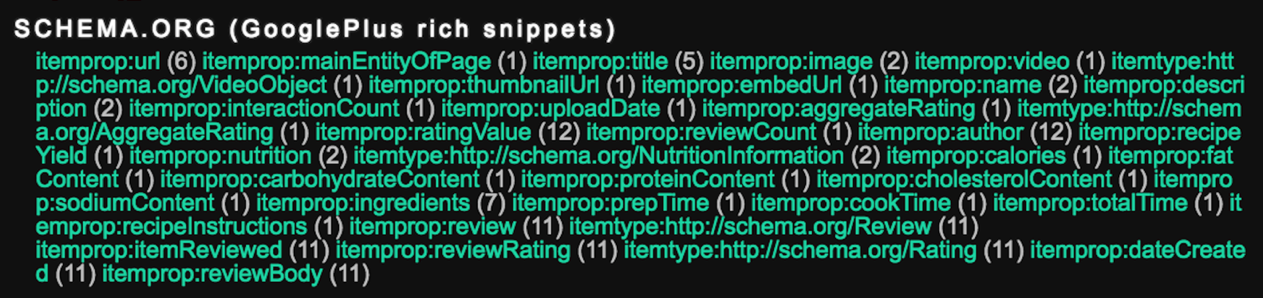 SCHEMA.ORG (GooglePlus rich snippets)
itemprop:url (6) itemprop:mainEntityOfPage (1) itemprop:title (5) itemprop:image (2) itemprop:video (1) itemtype:htt
p://schema.org/VideoObject (1) itemprop:thumbnailUrl (1) itemprop:embedUrl (1) itemprop:name (2) itemprop:descri
ption (2) itemprop:interactionCount (1) itemprop:uploadDate (1) itemprop:aggregateRating (1) itemtype:http://schem
a.org/AggregateRating (1) itemprop:ratingValue (12) itemprop:reviewCount (1) itemprop:author (12) itemprop:recipe
Yield (1) itemprop:nutrition (2) itemtype:http://schema.org/NutritionInformation (2) itemprop:calories (1) itemprop:fat
Content (1) itemprop:carbohydrateContent (1) itemprop:proteinContent (1) itemprop:cholesterolContent (1) itempro
p:sodiumContent (1) itemprop:ingredients (7) itemprop:prepTime (1) itemprop:cookTime (1) itemprop:totalTime (1) it
emprop:recipeInstructions (1) itemprop:review (11) itemtype:http://schema.org/Review (11)
itemprop:itemReviewed (11) itemprop:reviewRating (11) itemtype:http://schema.org/Rating (11) itemprop:dateCreate
d (11) itemprop:reviewBody (11)